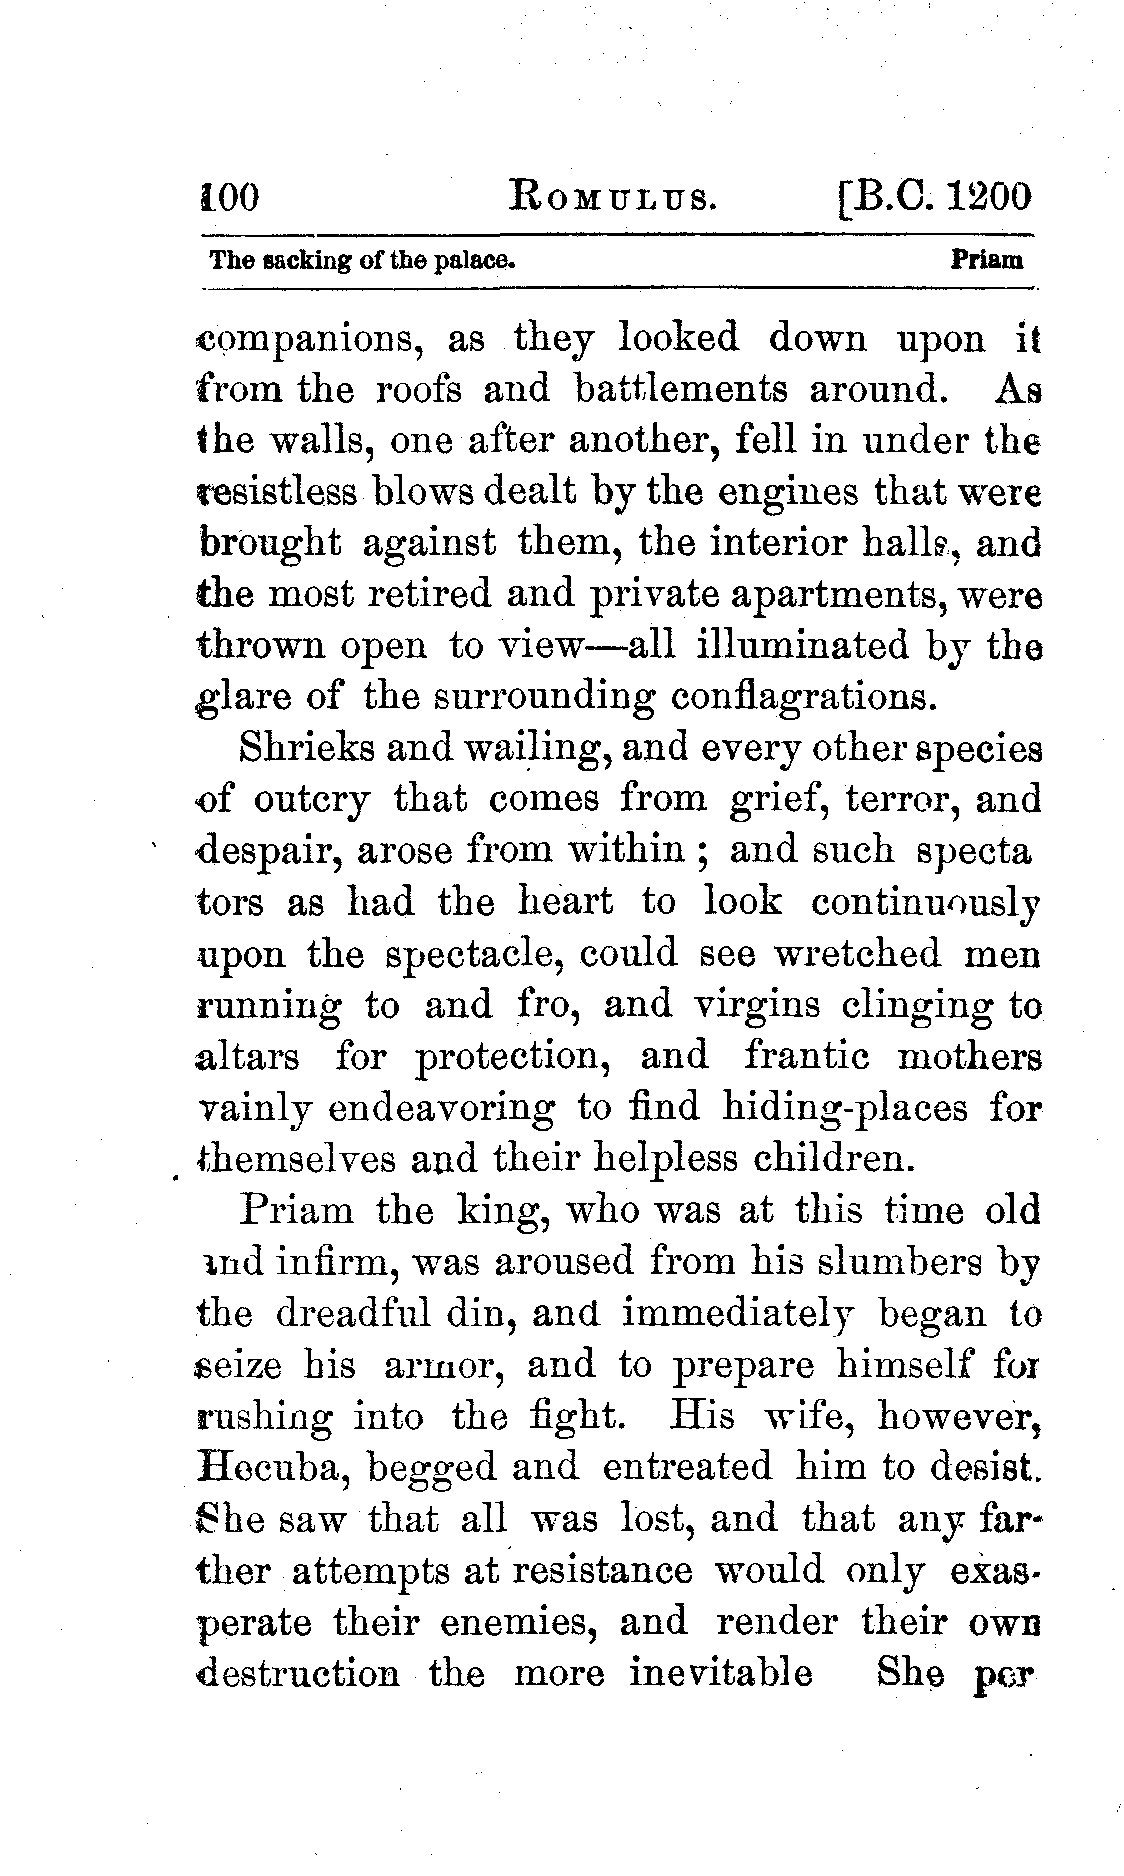 100 ROMULUS. [B.C. 1200
The sacking of the palace. Priam
companions, as they looked down upon it
from the roofs and battlements around. As
the walls, one after another, fell in under the
resistless blows dealt by the engines that were
brought against them, the interior halls, and
the most retired and private apartments, were
thrown open to view—all illuminated by the
glare of the surrounding conflagrations.
Shrieks and wailing, and every other species
of outcry that comes from grief, terror, and
despair, arose from within ; and such specta
tors as had the heart to look continuously
upon the spectacle, could see wretched men
running to and fro, and virgins clinging to
altars for protection, and frantic mothers
vainly endeavoring to find hiding-places for
themselves and their helpless children.
Priam the king, who was at this time old
and infirm, was aroused from his slumbers by
the dreadful din, and immediately began to
seize his armor, and to prepare himself for
rushing into the fight. His wife, however,
Hecuba, begged and entreated him to desist.
She saw that all was lost, and that any far-
ther attempts at resistance would only exas-
perate their enemies, and render their own
destruction the more inevitable She per